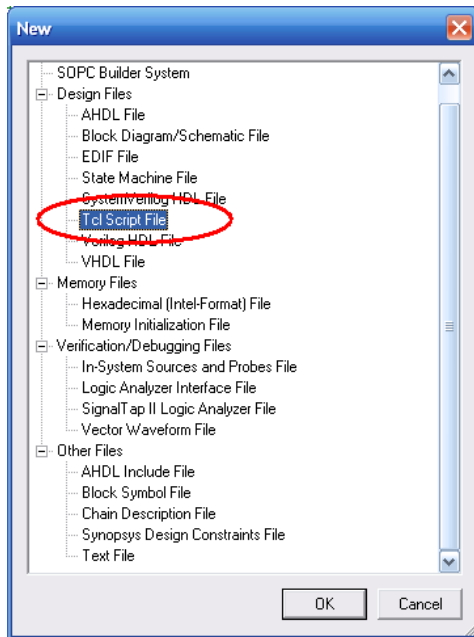 New
SOPC Builder System
Design Files
AHDL File
Block Diagram/Schematic File
EDIF File
State Machine File
SystemVerilog HDL File
Tcl Script File
Verilog HDL File
VHDL File
Memory Files
Hexadecimal (Intel-Format) File
Memory Initialization File
Verification/Debugging Files
In-System Sources and Probes File
Logic Analyzer Interface File
SignalTap II Logic Analyzer File
Vector Waveform File
Other Files
AHDL Include File
Block Symbol File
Chain Description File
Synopsys Design Constraints File
Text File
OK Cancel